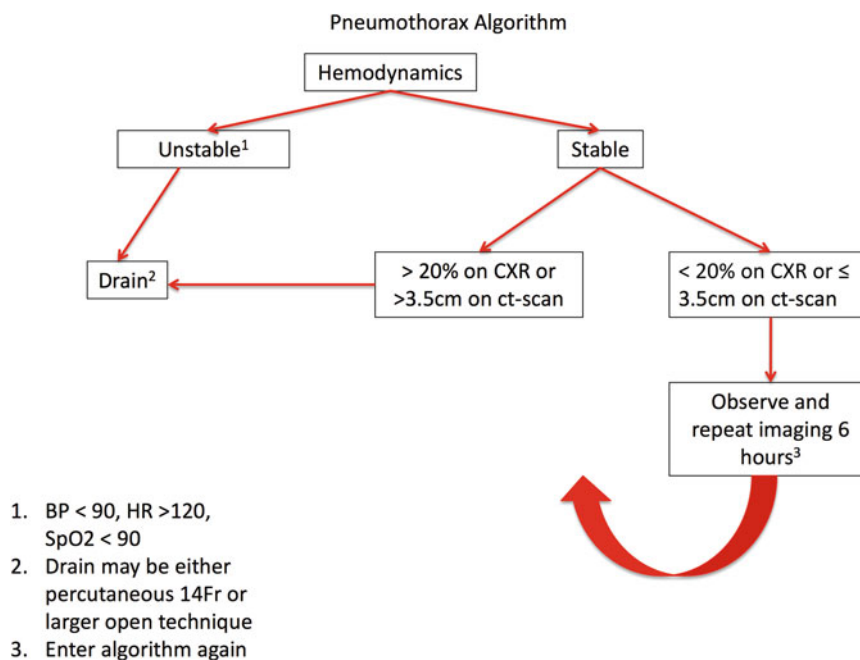 Pneumothorax Algorithm
Hemodynamics
Unstable¹
Stable
Drain²
> 20% on CXR or
>3.5cm on ct-scan
< 20% on CXR or ≤
3.5cm on ct-scan
Observe and
repeat imaging 6
hours³
1. BP < 90, HR >120,
SpO2 < 90
2. Drain may be either
percutaneous 14Fr or
larger open technique
3. Enter algorithm again